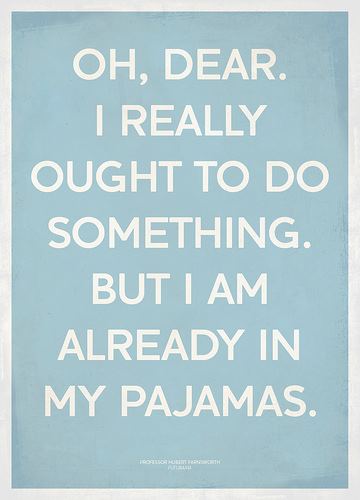 OH, DEAR.
I REALLY
OUGHT TO DO
SOMETHING.
BUT I AM
ALREADY IN
MY PAJAMAS.
PROFESSOR HUBERT FARNSWORTH
FUTURAMA